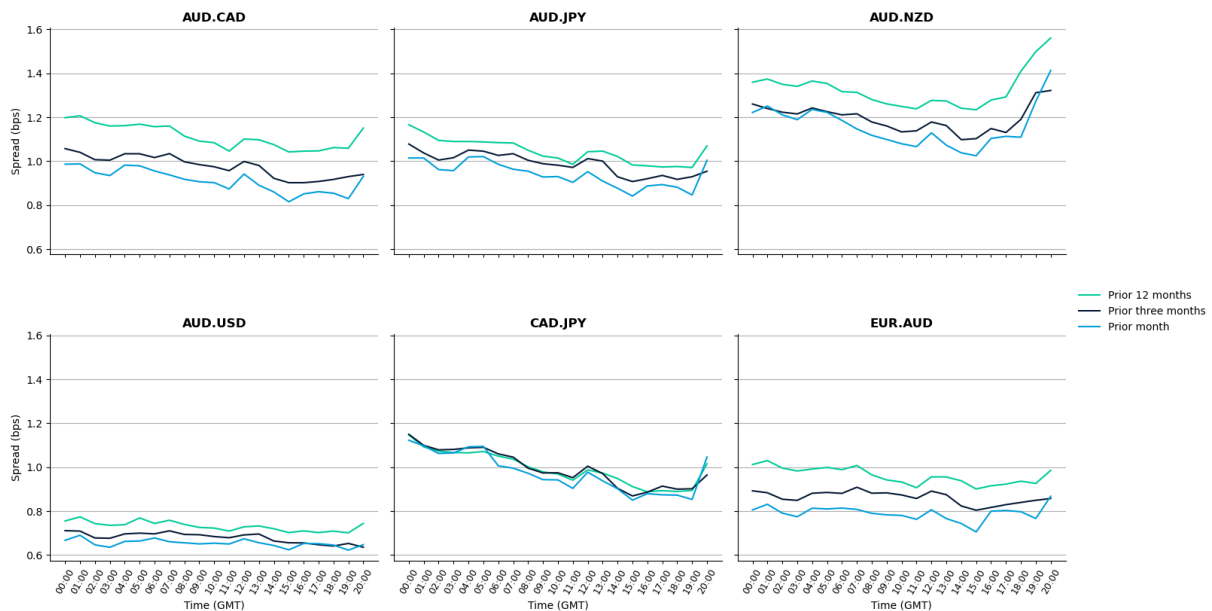 AUD.CAD AUD.JPY AUD.NZD
1.6
1.4
1.2
1.0
0.8
0.6
Spread (bps)
Prior 12 months
Prior three months
Prior month
AUD.USD CAD.JPY EUR.AUD
1.6
1.4
1.2
1.0
0.8
0.6
Spread (bps)
00:00 01:00 02:00 03:00 04:00 05:00 06:00 07:00 08:00 09:00 10:00 11:00 12:00 13:00 14:00 15:00 16:00 17:00 18:00 19:00 20:00
00:00 01:00 02:00 03:00 04:00 05:00 06:00 07:00 08:00 09:00 10:00 11:00 12:00 13:00 14:00 15:00 16:00 17:00 18:00 19:00 20:00
00:00 01:00 02:00 03:00 04:00 05:00 06:00 07:00 08:00 09:00 10:00 11:00 12:00 13:00 14:00 15:00 16:00 17:00 18:00 19:00 20:00
Time (GMT) Time (GMT) Time (GMT)